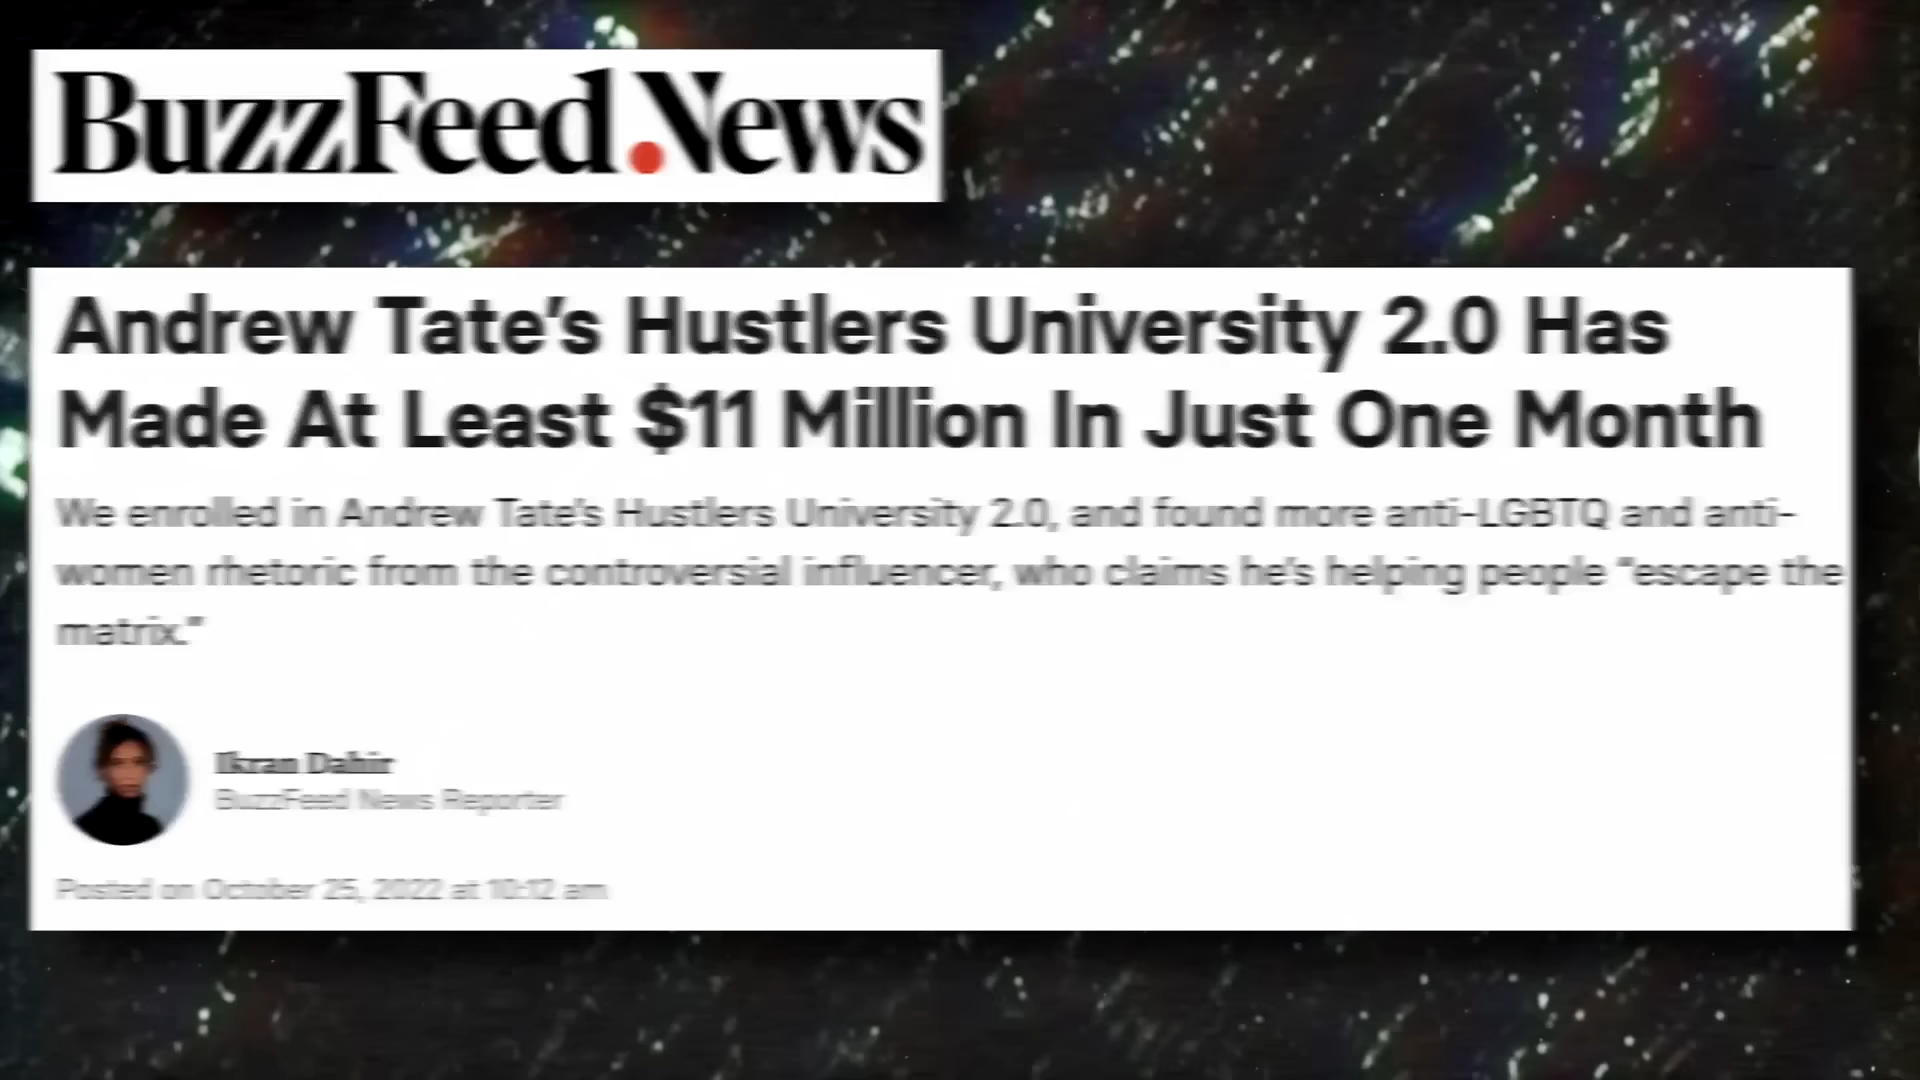 BuzzFeed.News
Andrew Tate's Hustlers University 2.0 Has
Made At Least $11 Million In Just One Month
We enrolled in Andrew Tate's Hustlers University 2.0, and found more anti-LGBTQ and anti-
women rhetoric from the controversial influencer, who claims he's helping people "escape the
matrix."
Ikran Dahir
BuzzFeed News Reporter
Posted on October 25, 2022 at 10:12 am